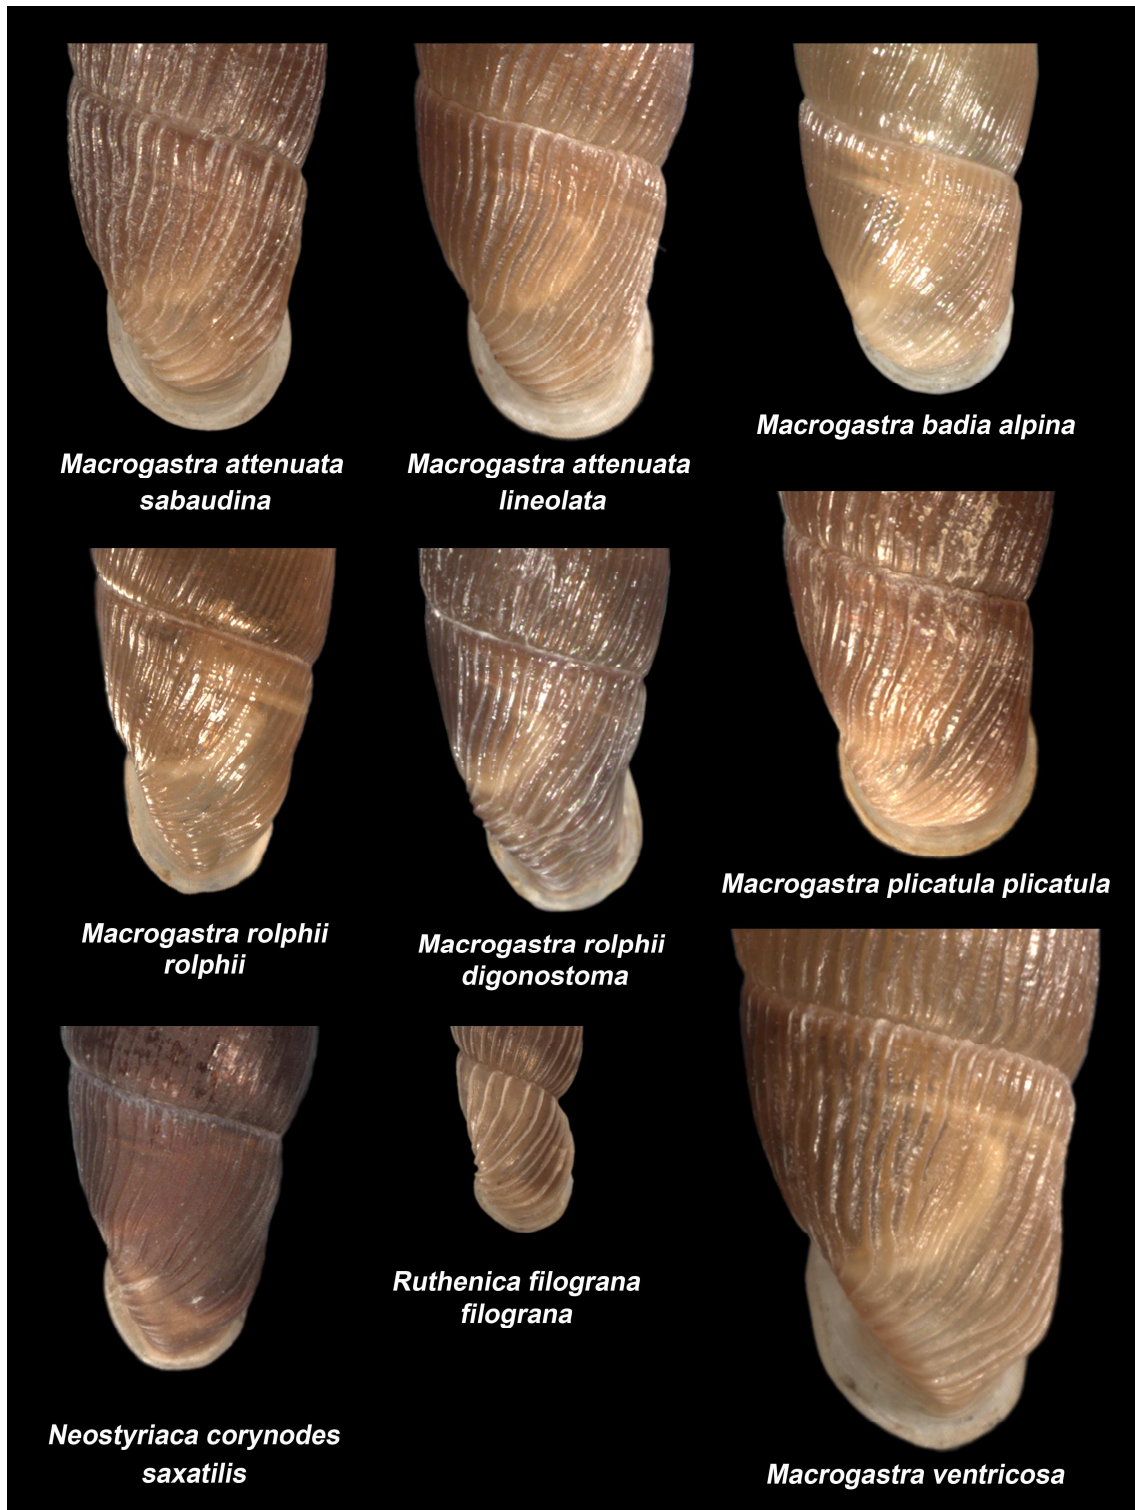 Macrogastra attenuata
sabaudina
Macrogastra attenuata
lineolata
Macrogastra badia alpina
Macrogastra rolphii
rolphii
Macrogastra rolphii
digonostoma
Macrogastra plicatula plicatula
Neostyriaca corynodes
saxatilis
Ruthenica filograna
filograna
Macrogastra ventricosa